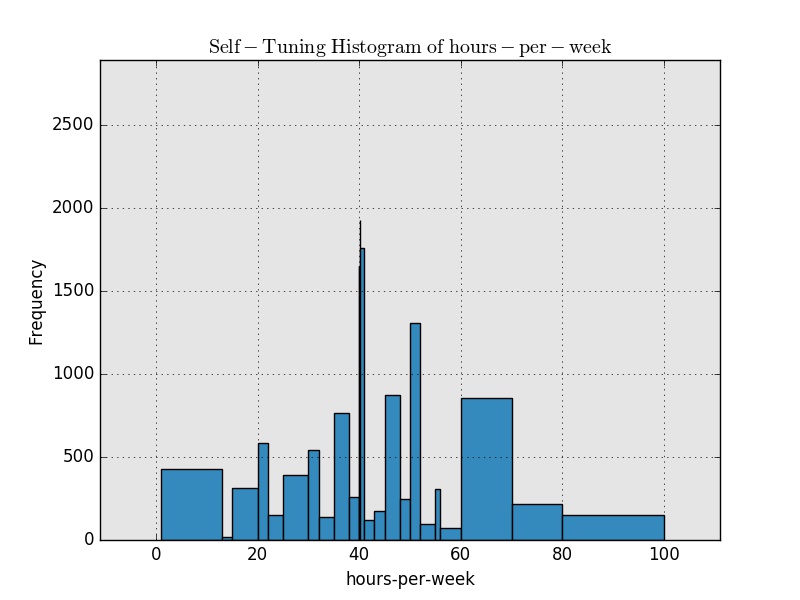 Self − Tuning Histogram of hours − per − week
2500
2000
1500
1000
500
0
Frequency
0 20 40 60 80 100
hours-per-week